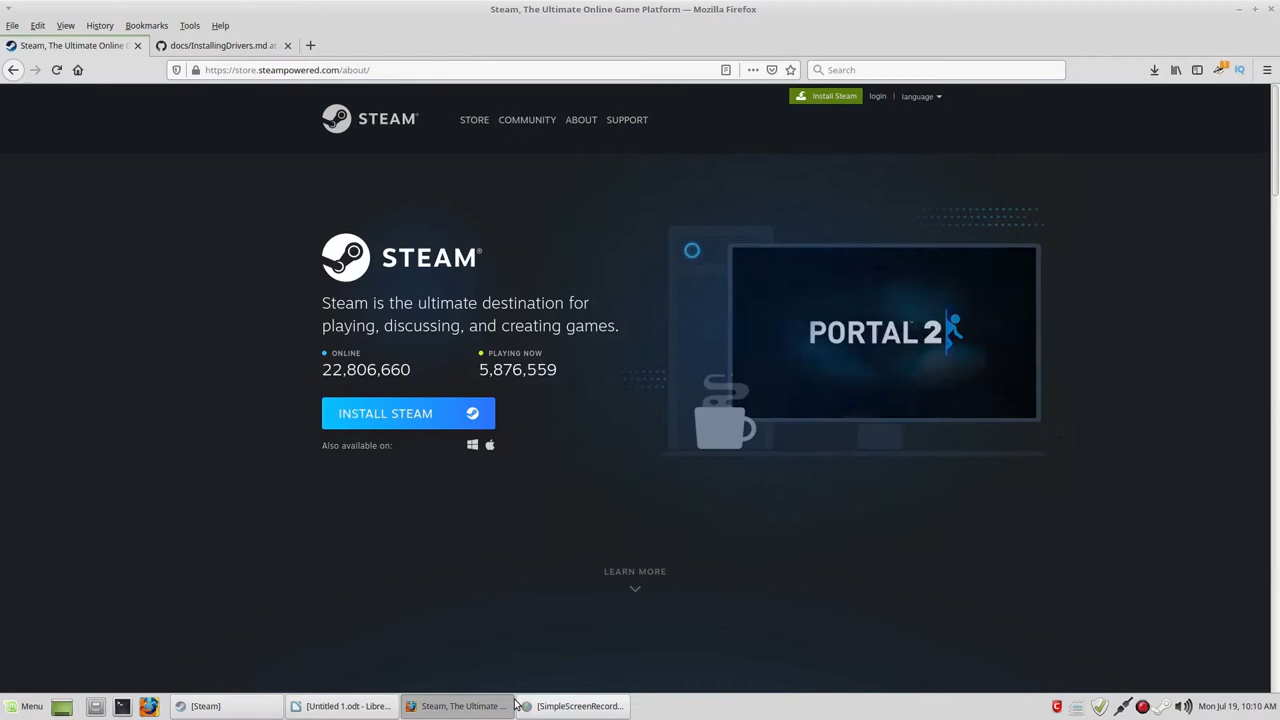 Steam, The Ultimate Online Game Platform — Mozilla Firefox
File Edit View History Bookmarks Tools Help
Steam, The Ultimate Online
docs/InstallingDrivers.md at
https://store.steampowered.com/about/
Search
Install Steam login | language
STEAM STORE COMMUNITY ABOUT SUPPORT
STEAM
Steam is the ultimate destination for
playing, discussing, and creating games.
ONLINE PLAYING NOW
22,806,660 5,876,559
INSTALL STEAM
Also available on:
PORTAL 2
LEARN MORE
Menu [Steam] [Untitled 1.odt - Libre... Steam, The Ultimate ... [SimpleScreenRecord... Mon Jul 19, 10:10 AM